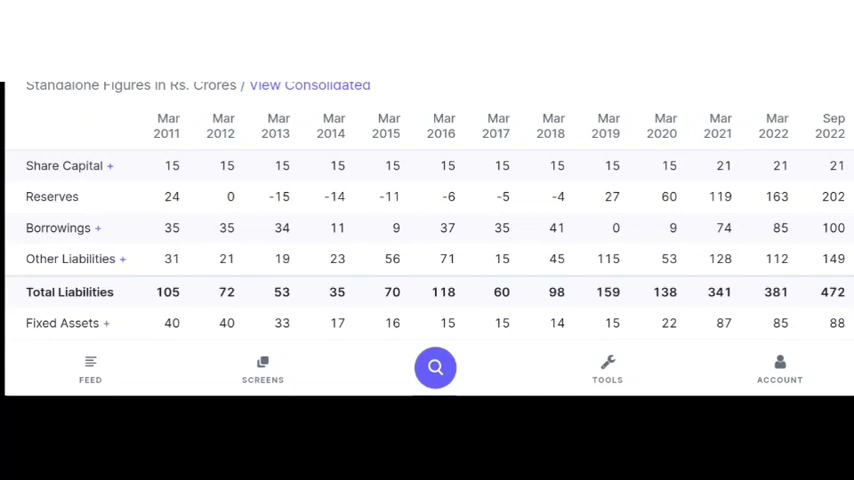 Standalone Figures in Rs. Crores / View Consolidated
Mar 2011 Mar 2012 Mar 2013 Mar 2014 Mar 2015 Mar 2016 Mar 2017 Mar 2018 Mar 2019 Mar 2020 Mar 2021 Mar 2022 Sep 2022
Share Capital + 15 15 15 15 15 15 15 15 15 15 21 21 21
Reserves 24 0 -15 -14 -11 -6 -5 -4 27 60 119 163 202
Borrowings + 35 35 34 11 9 37 35 41 0 9 74 85 100
Other Liabilities + 31 21 19 23 56 71 15 45 115 53 128 112 149
Total Liabilities 105 72 53 35 70 118 60 98 159 138 341 381 472
Fixed Assets + 40 40 33 17 16 15 15 14 15 22 87 85 88
FEED SCREENS TOOLS ACCOUNT